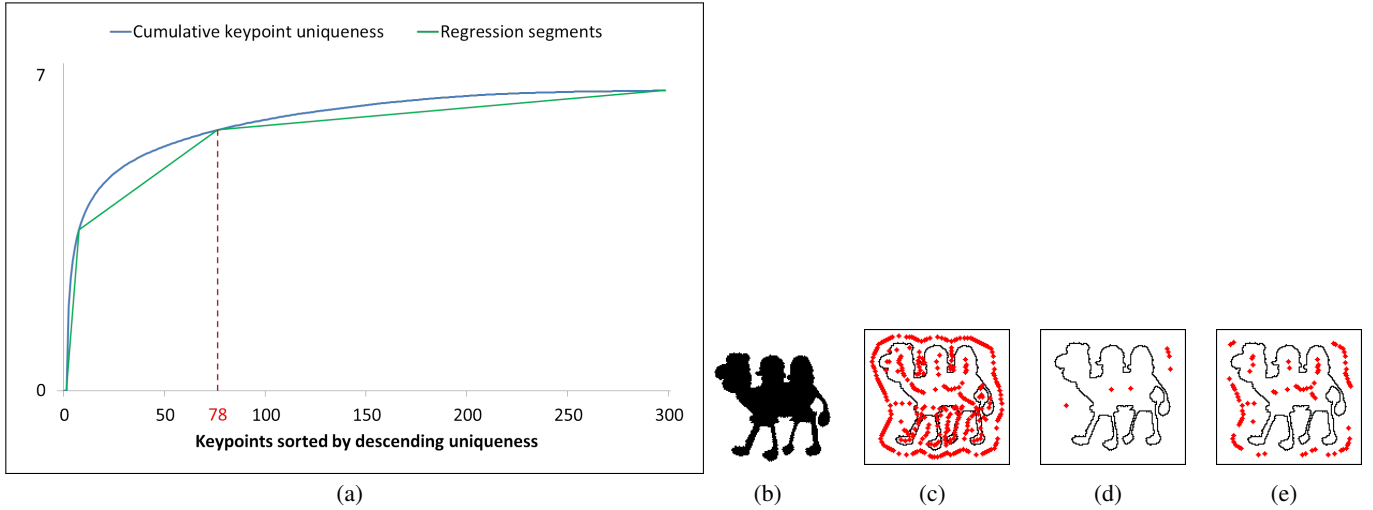 Cumulative keypoint uniqueness Regression segments
7
0
0 50 78 100 150 200 250 300
Keypoints sorted by descending uniqueness
(a) (b) (c) (d) (e)